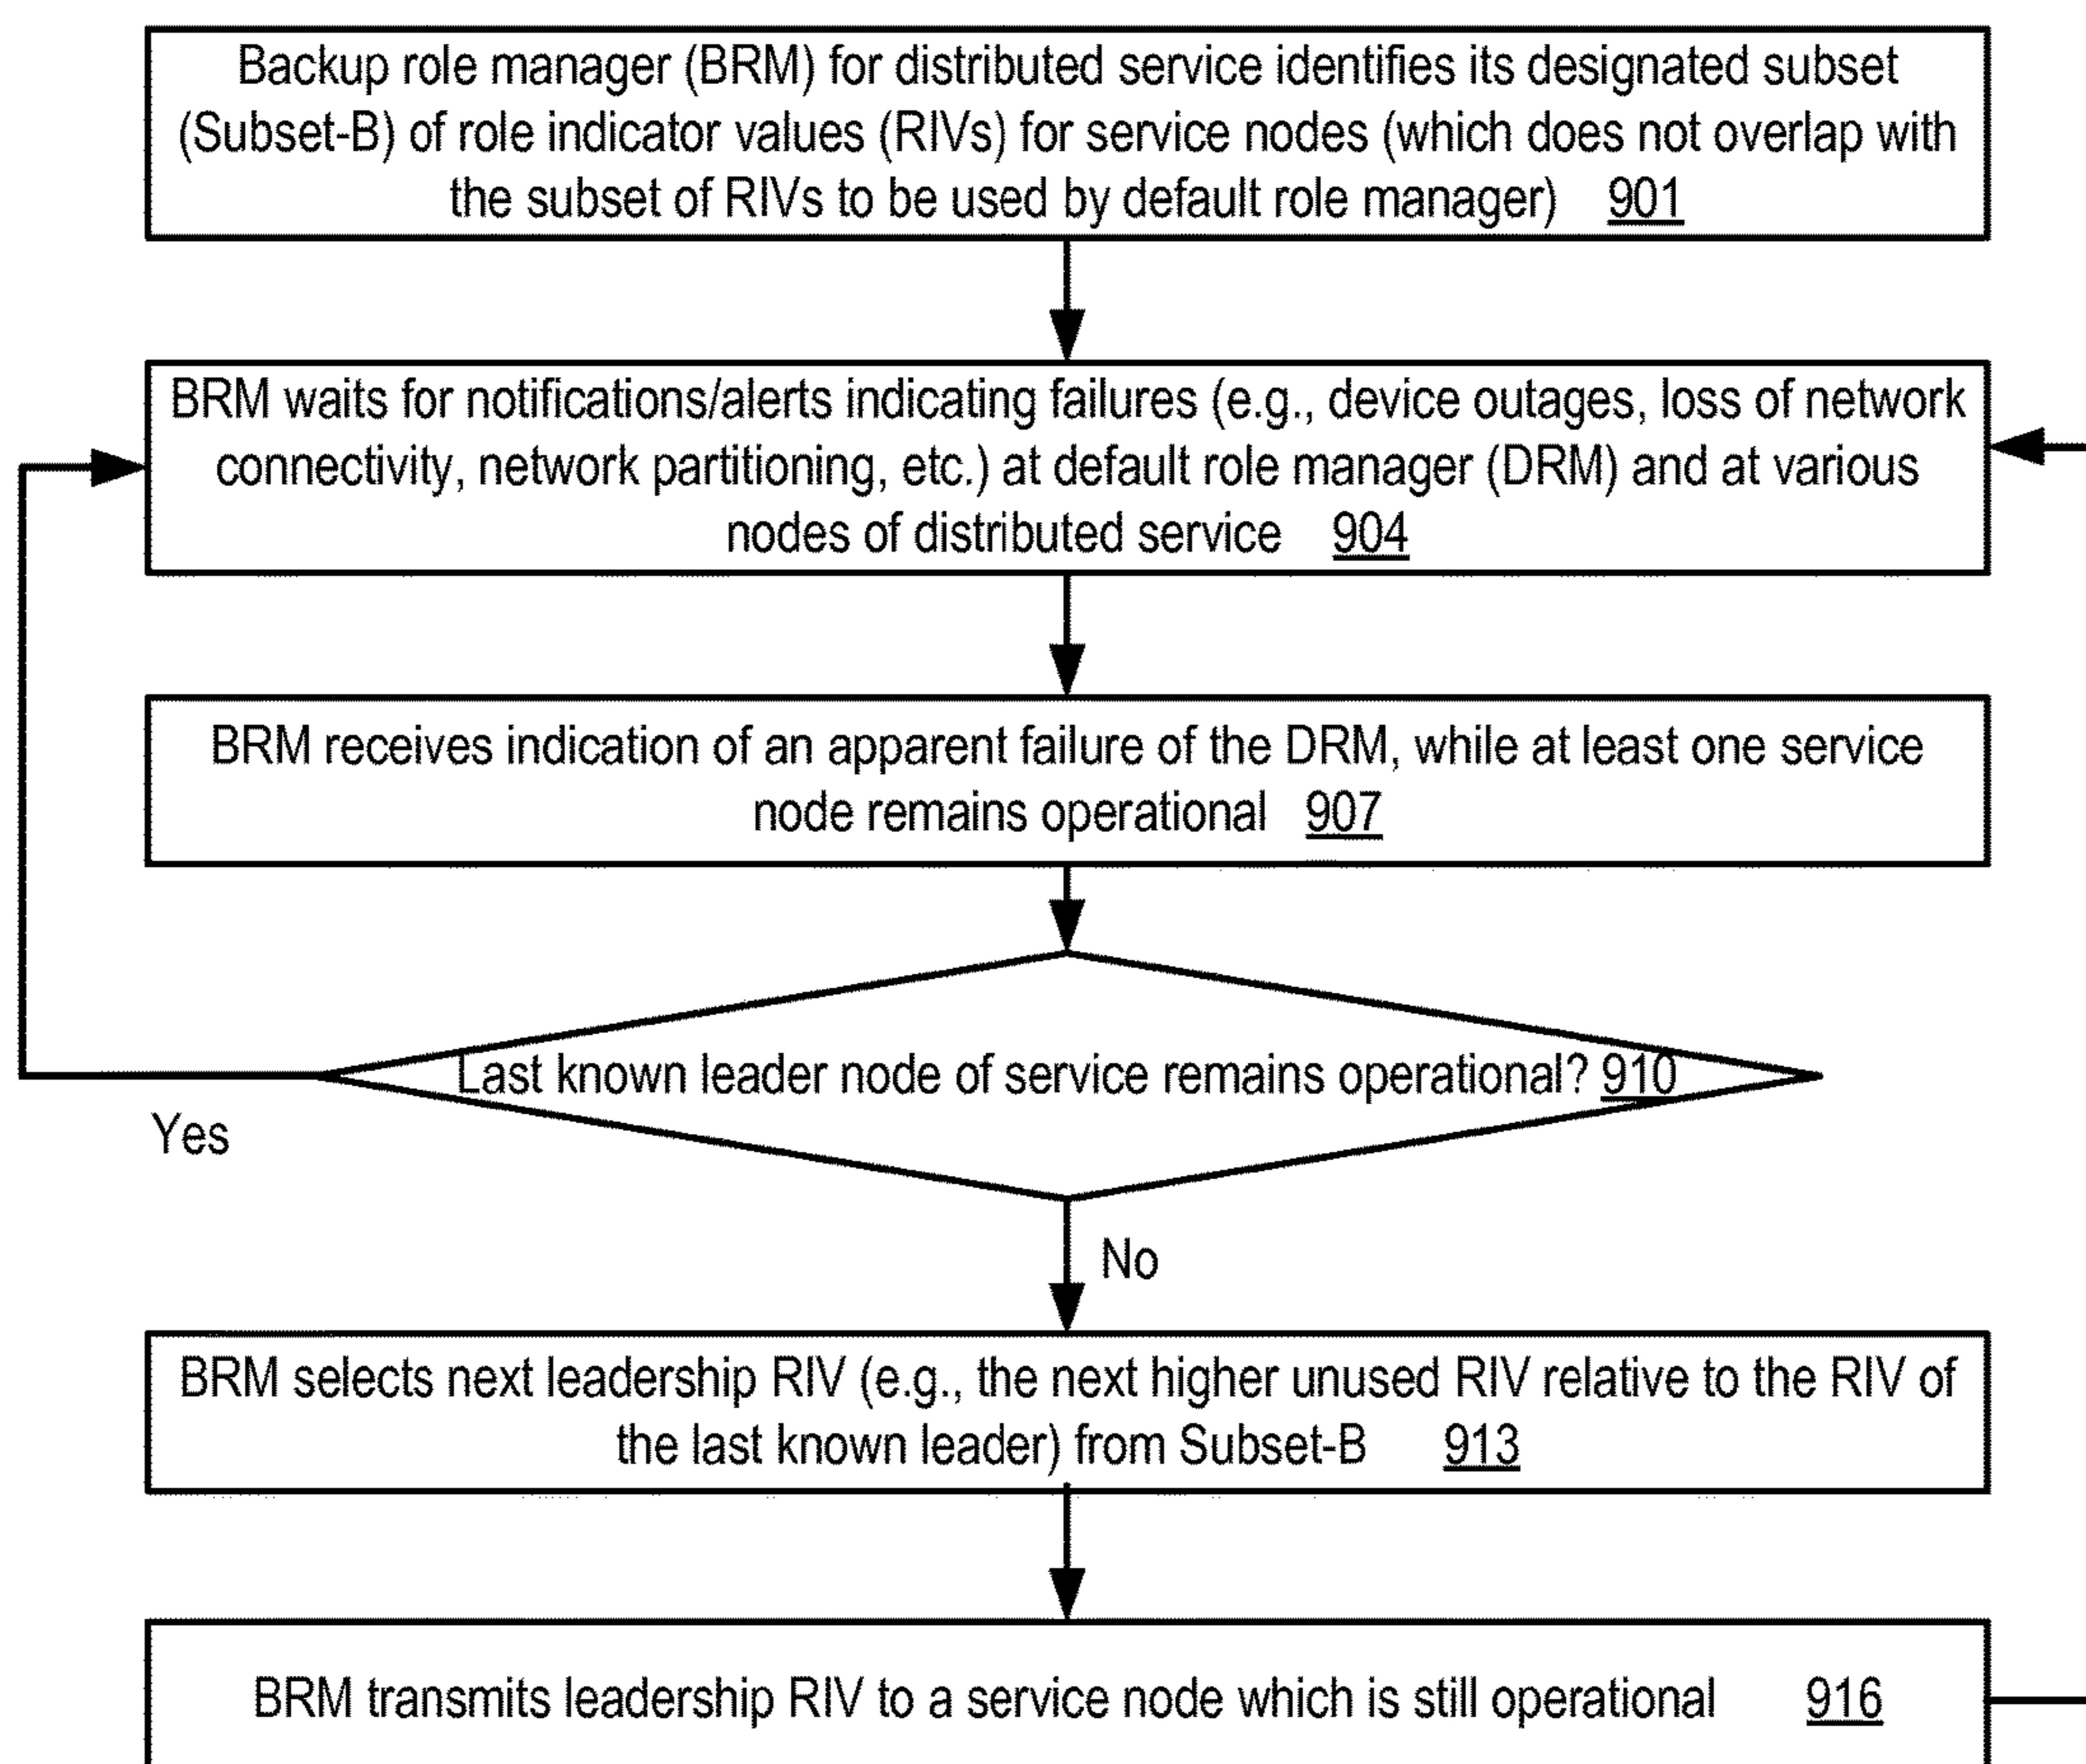 Backup role manager (BRM) for distributed service identifies its designated subset
(Subset-B) of role indicator values (RIVs) for service nodes (which does not overlap with
the subset of RIVs to be used by default role manager) 901
BRM waits for notifications/alerts indicating failures (e.g., device outages, loss of network
connectivity, network partitioning, etc.) at default role manager (DRM) and at various
nodes of distributed service 904
BRM receives indication of an apparent failure of the DRM, while at least one service
node remains operational 907
Last known leader node of service remains operational? 910
Yes
No
BRM selects next leadership RIV (e.g., the next higher unused RIV relative to the RIV of
the last known leader) from Subset-B 913
BRM transmits leadership RIV to a service node which is still operational 916